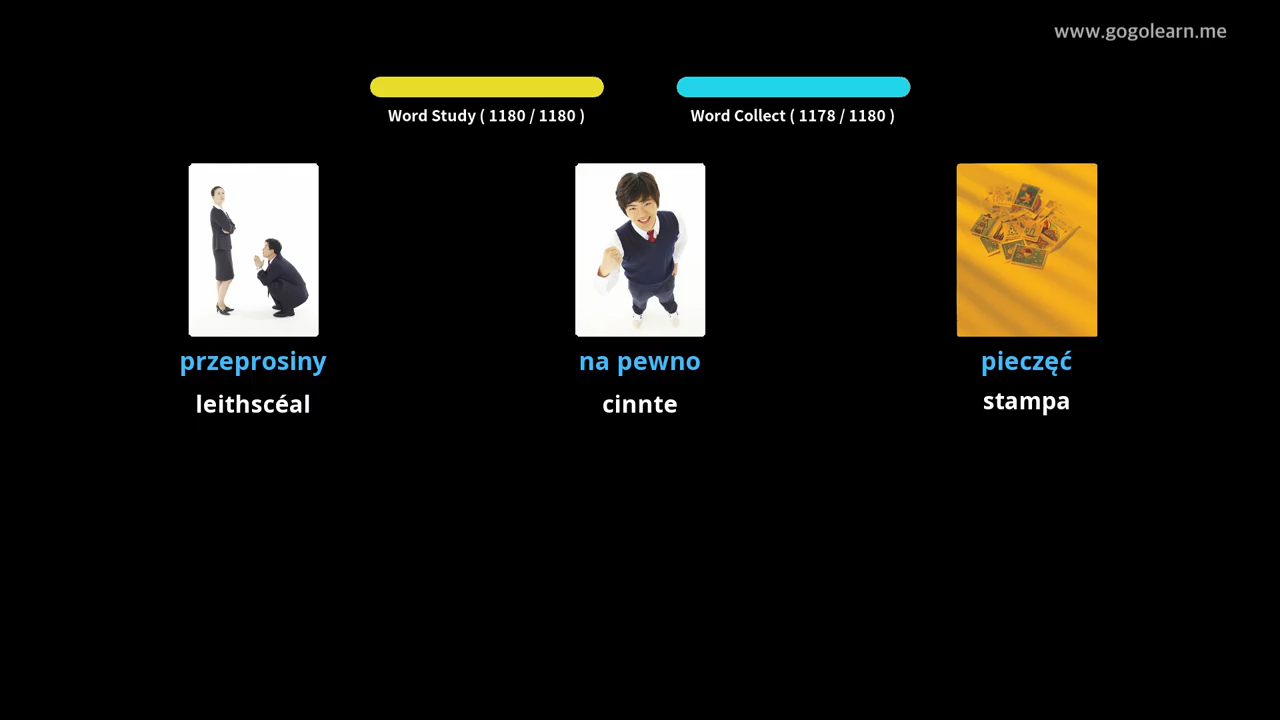 www.gogolearn.me
Word Study ( 1180 / 1180 )
Word Collect ( 1178 / 1180 )
przeprosiny
na pewno
pieczęć
leithscéal
cinnte
stampa